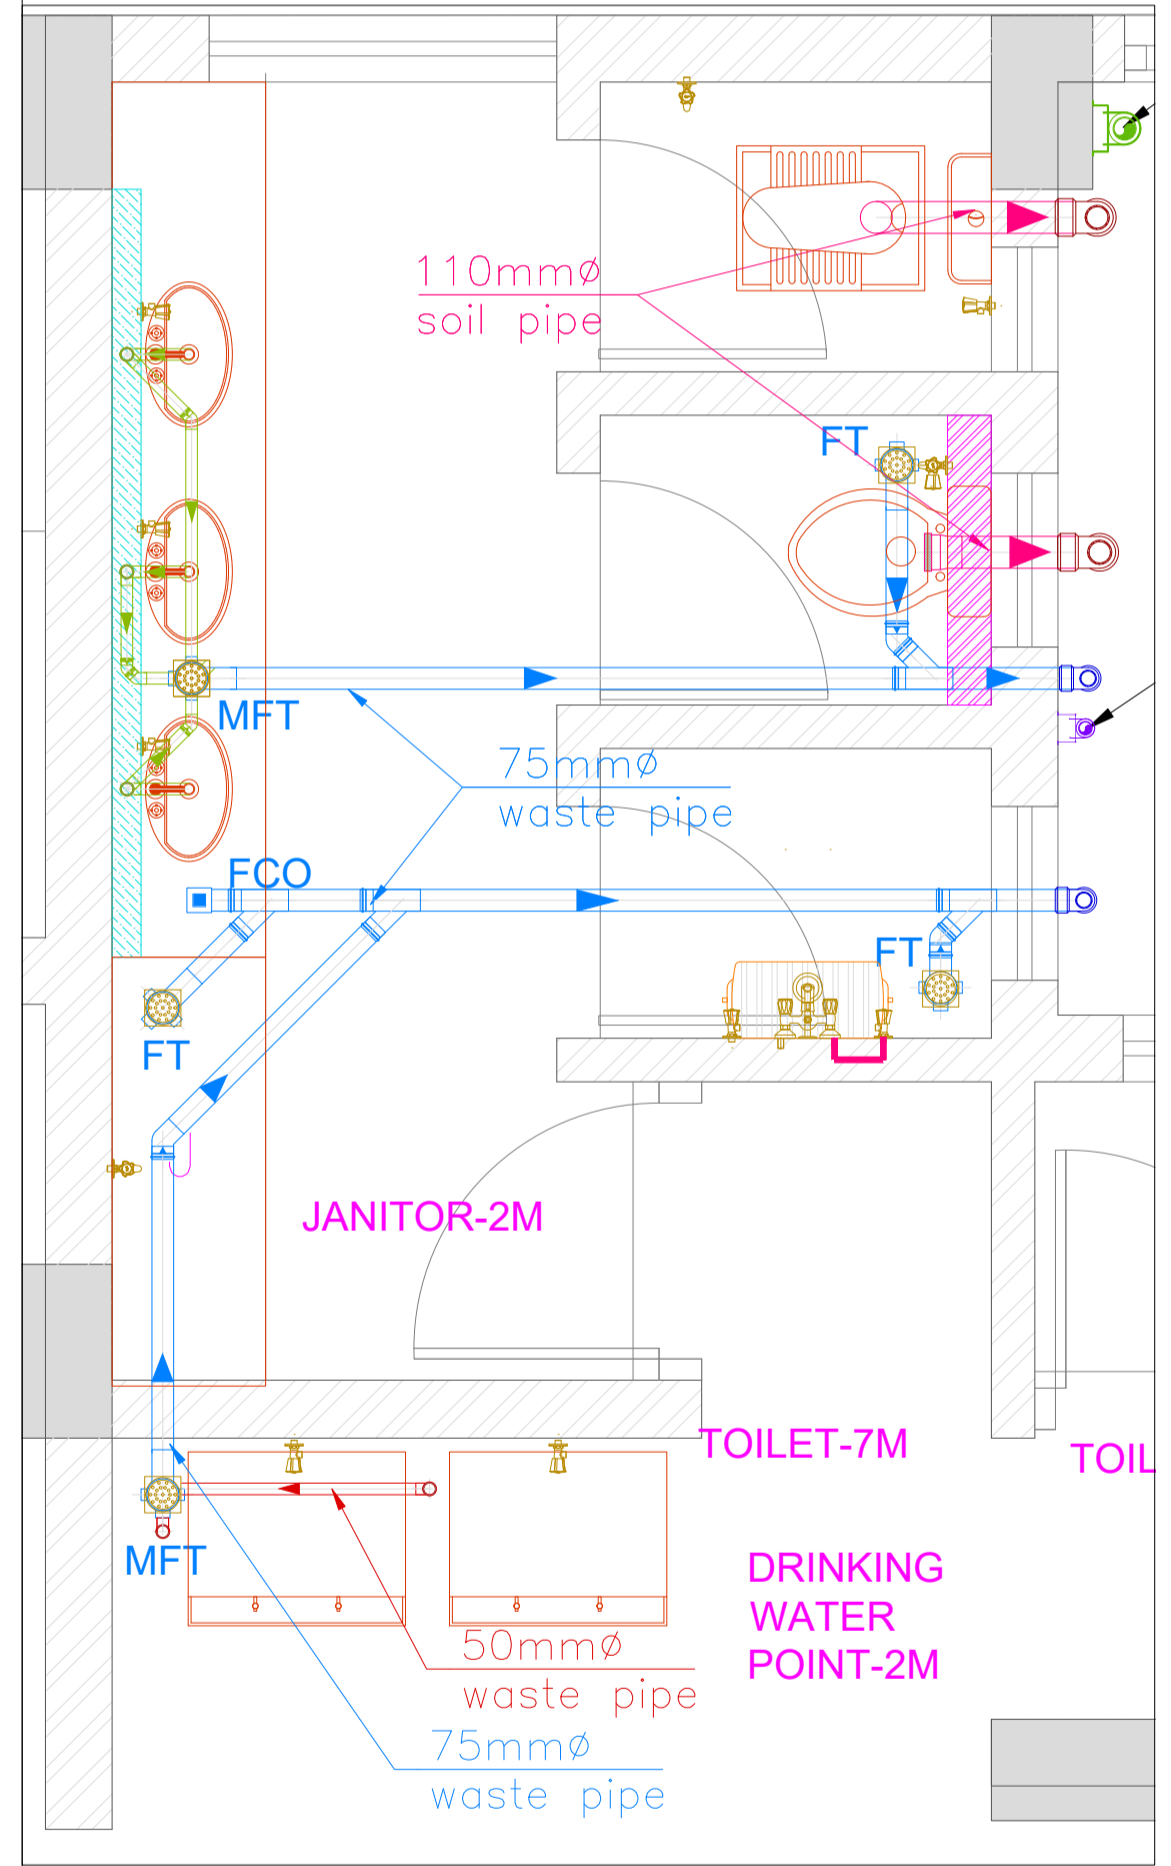 110mmø
soil pipe
FT
MFT
75mmø
waste pipe
FCO
FT
FT
JANITOR-2M
TOILET-7M
TOIL
MFT
DRINKING
WATER
POINT-2M
50mmø
waste pipe
75mmø
waste pipe